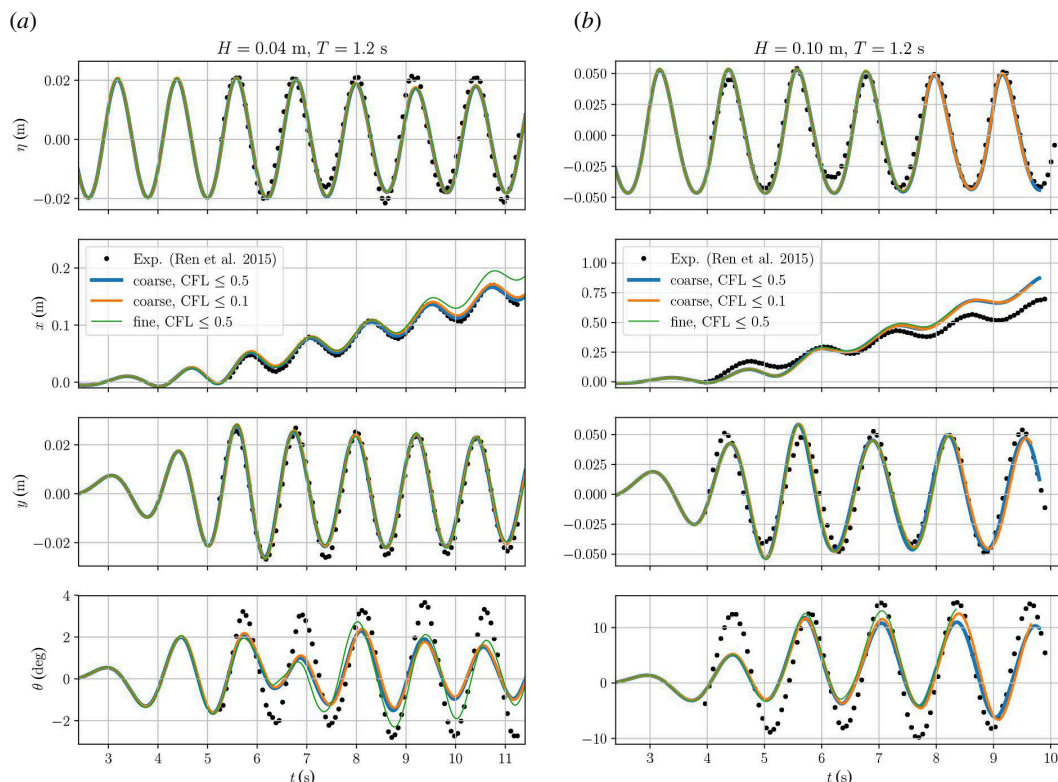 (a)
H = 0.04 m, T = 1.2 s
0.02
0.00
−0.02
η (m)
Exp. (Ren et al. 2015)
coarse, CFL ≤ 0.5
coarse, CFL ≤ 0.1
fine, CFL ≤ 0.5
0.2
0.1
0.0
x (m)
0.02
0.00
−0.02
y (m)
4
2
0
−2
θ (deg)
3 4 5 6 7 8 9 10 11
t (s)
(b)
H = 0.10 m, T = 1.2 s
0.050
0.025
0.000
−0.025
−0.050
Exp. (Ren et al. 2015)
coarse, CFL ≤ 0.5
coarse, CFL ≤ 0.1
fine, CFL ≤ 0.5
1.00
0.75
0.50
0.25
0.00
0.050
0.025
0.000
−0.025
−0.050
10
0
−10
3 4 5 6 7 8 9 10
t (s)